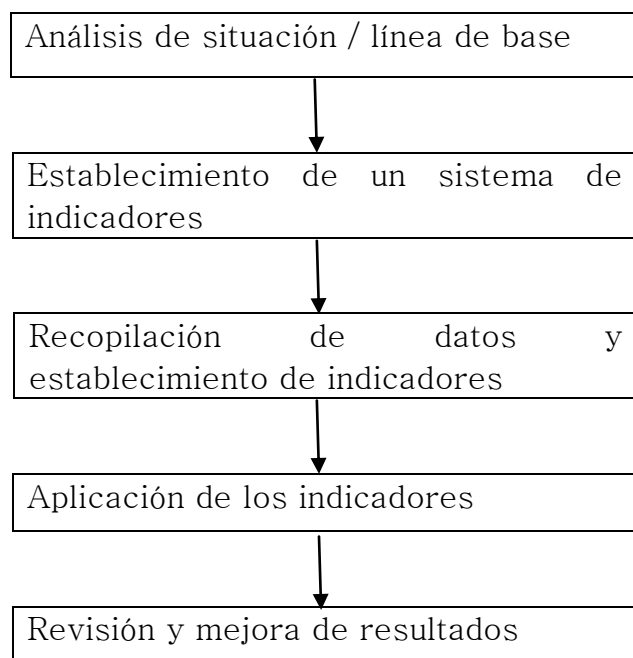 Análisis de situación / línea de base
Establecimiento de un sistema de
indicadores
Recopilación de datos y
establecimiento de indicadores
Aplicación de los indicadores
Revisión y mejora de resultados